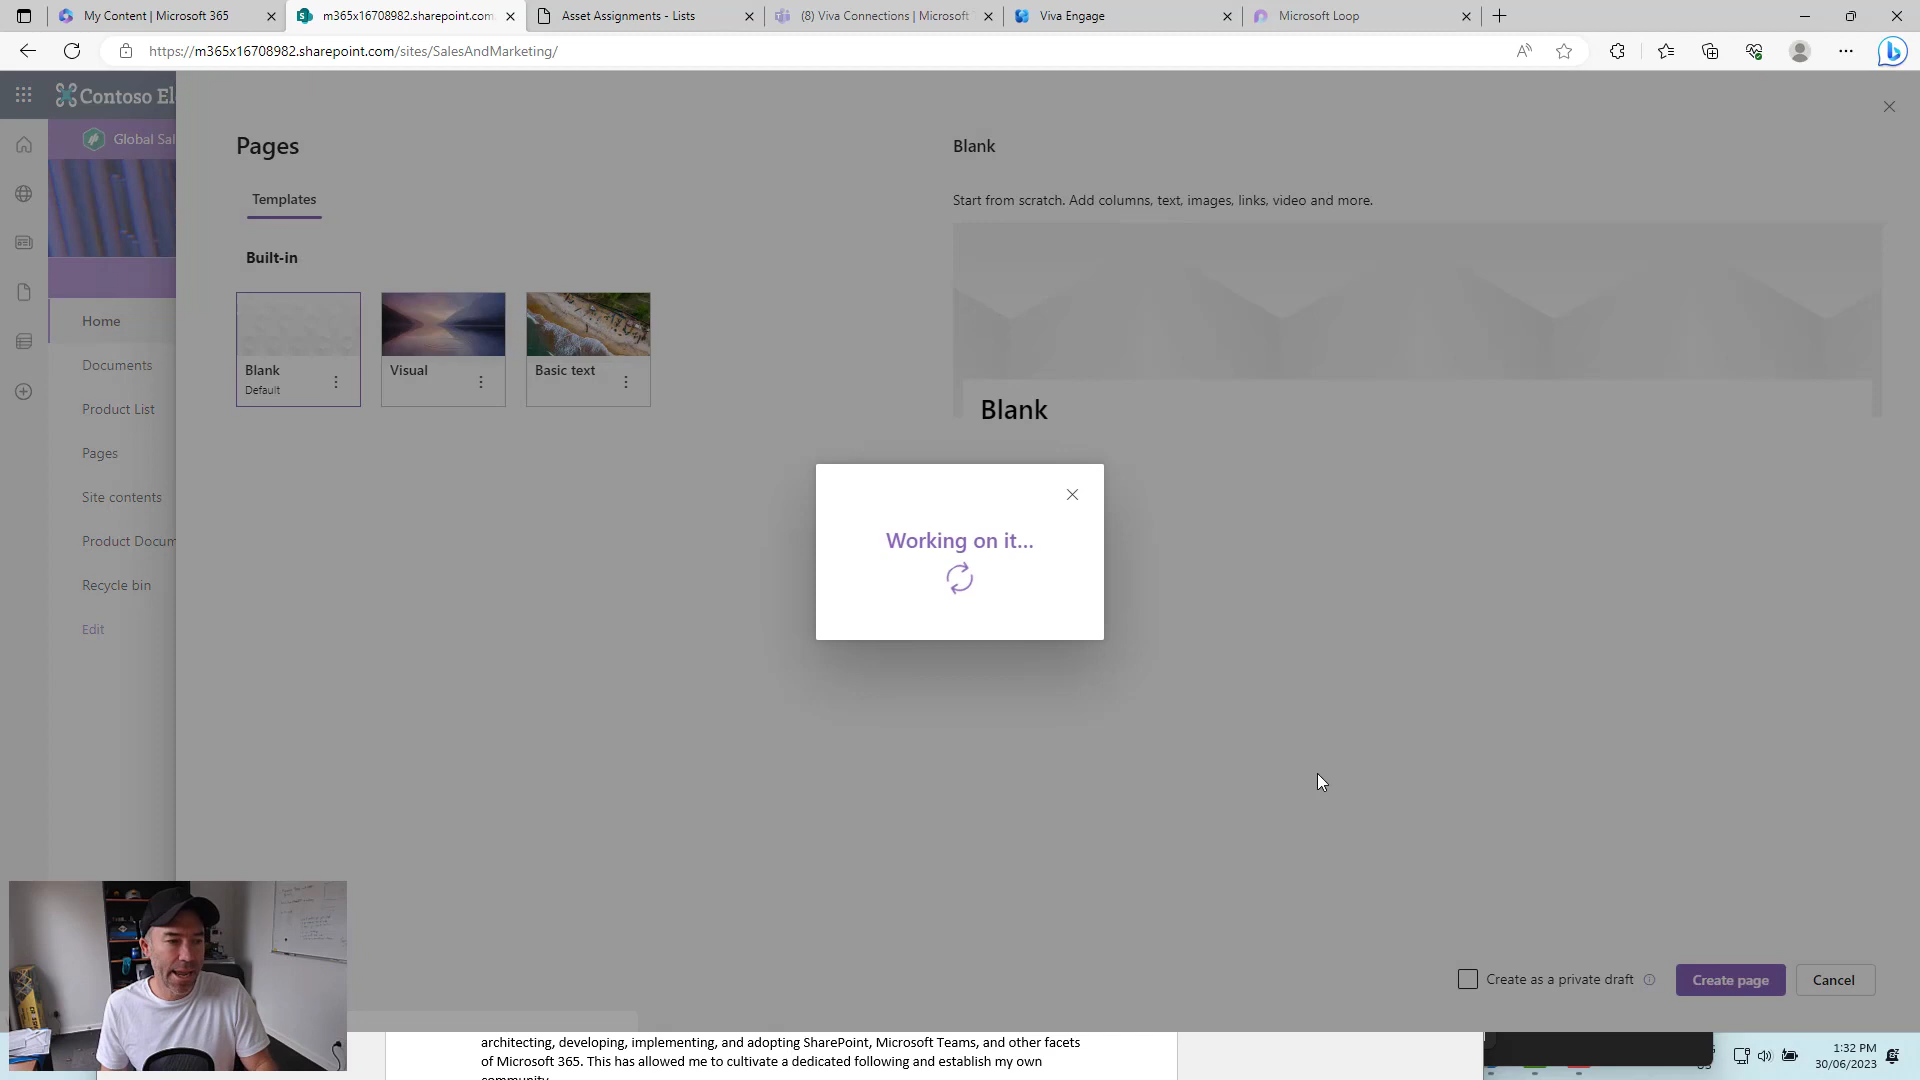 My Content | Microsoft 365
m365x16708982.sharepoint.com
Asset Assignments - Lists
(8) Viva Connections | Microsoft
Viva Engage
Microsoft Loop
https://m365x16708982.sharepoint.com/sites/SalesAndMarketing/
Contoso El
Global Sal
Home
Documents
Product List
Pages
Site contents
Product Docum
Recycle bin
Edit
Pages
Templates
Built-in
Blank
Default
Visual
Basic text
Blank
Start from scratch. Add columns, text, images, links, video and more.
Blank
Working on it...
Create as a private draft
Create page
Cancel
architecting, developing, implementing, and adopting SharePoint, Microsoft Teams, and other facets
of Microsoft 365. This has allowed me to cultivate a dedicated following and establish my own
community
1:32 PM
30/06/2023